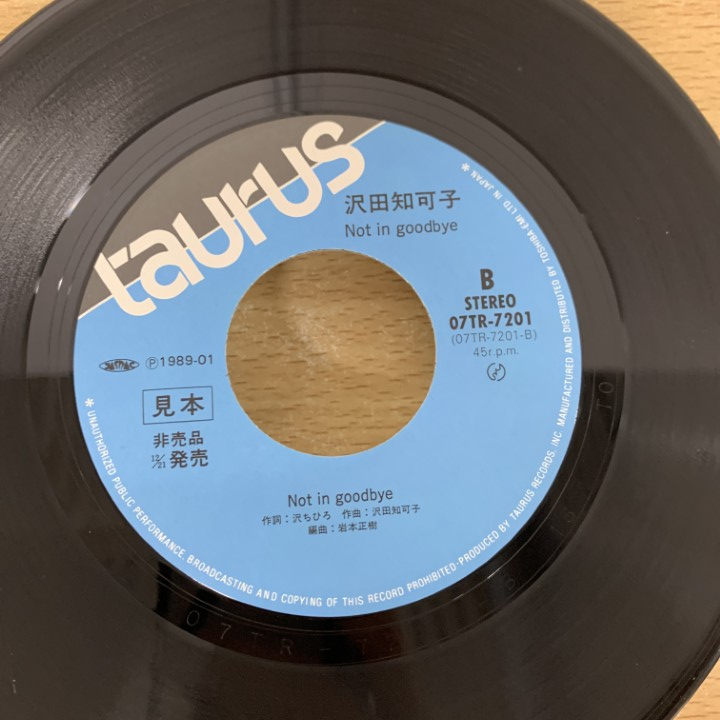 taurus
沢田知可子
Not in goodbye
B
STEREO
07TR-7201
(07TR-7201-B)
45r.p.m.
℗1989-01
見本
非売品
12/21 発売
Not in goodbye
作詞：沢ちひろ 作曲：沢田知可子
編曲：岩本正樹
* UNAUTHORIZED PUBLIC PERFORMANCE, BROADCASTING AND COPYING OF THIS RECORD PROHIBITED·PRODUCED BY TAURUS RECORDS, INC. MANUFACTURED AND DISTRIBUTED BY TOSHIBA-EMI LTD IN JAPAN *
07TR-7